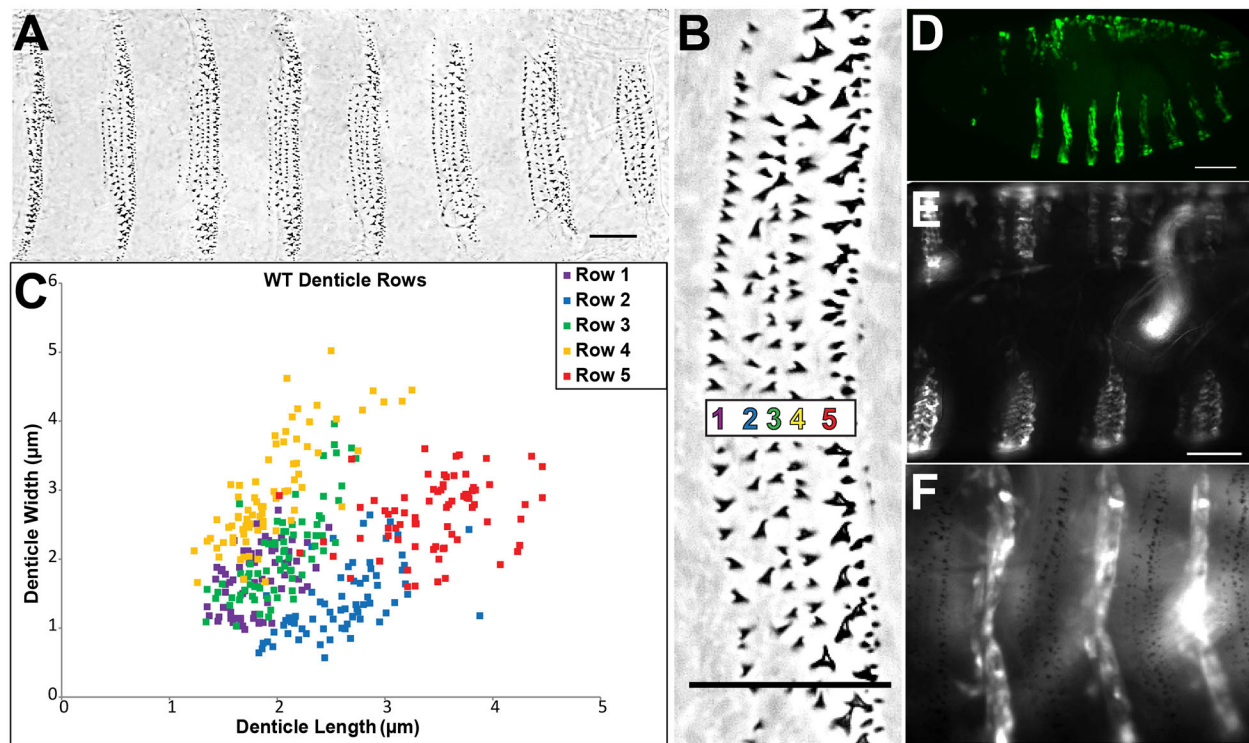 A
B
D
E
F
C
WT Denticle Rows
Row 1
Row 2
Row 3
Row 4
Row 5
Denticle Width (µm)
6
5
4
3
2
1
0
0 1 2 3 4 5
Denticle Length (µm)
1 2 3 4 5